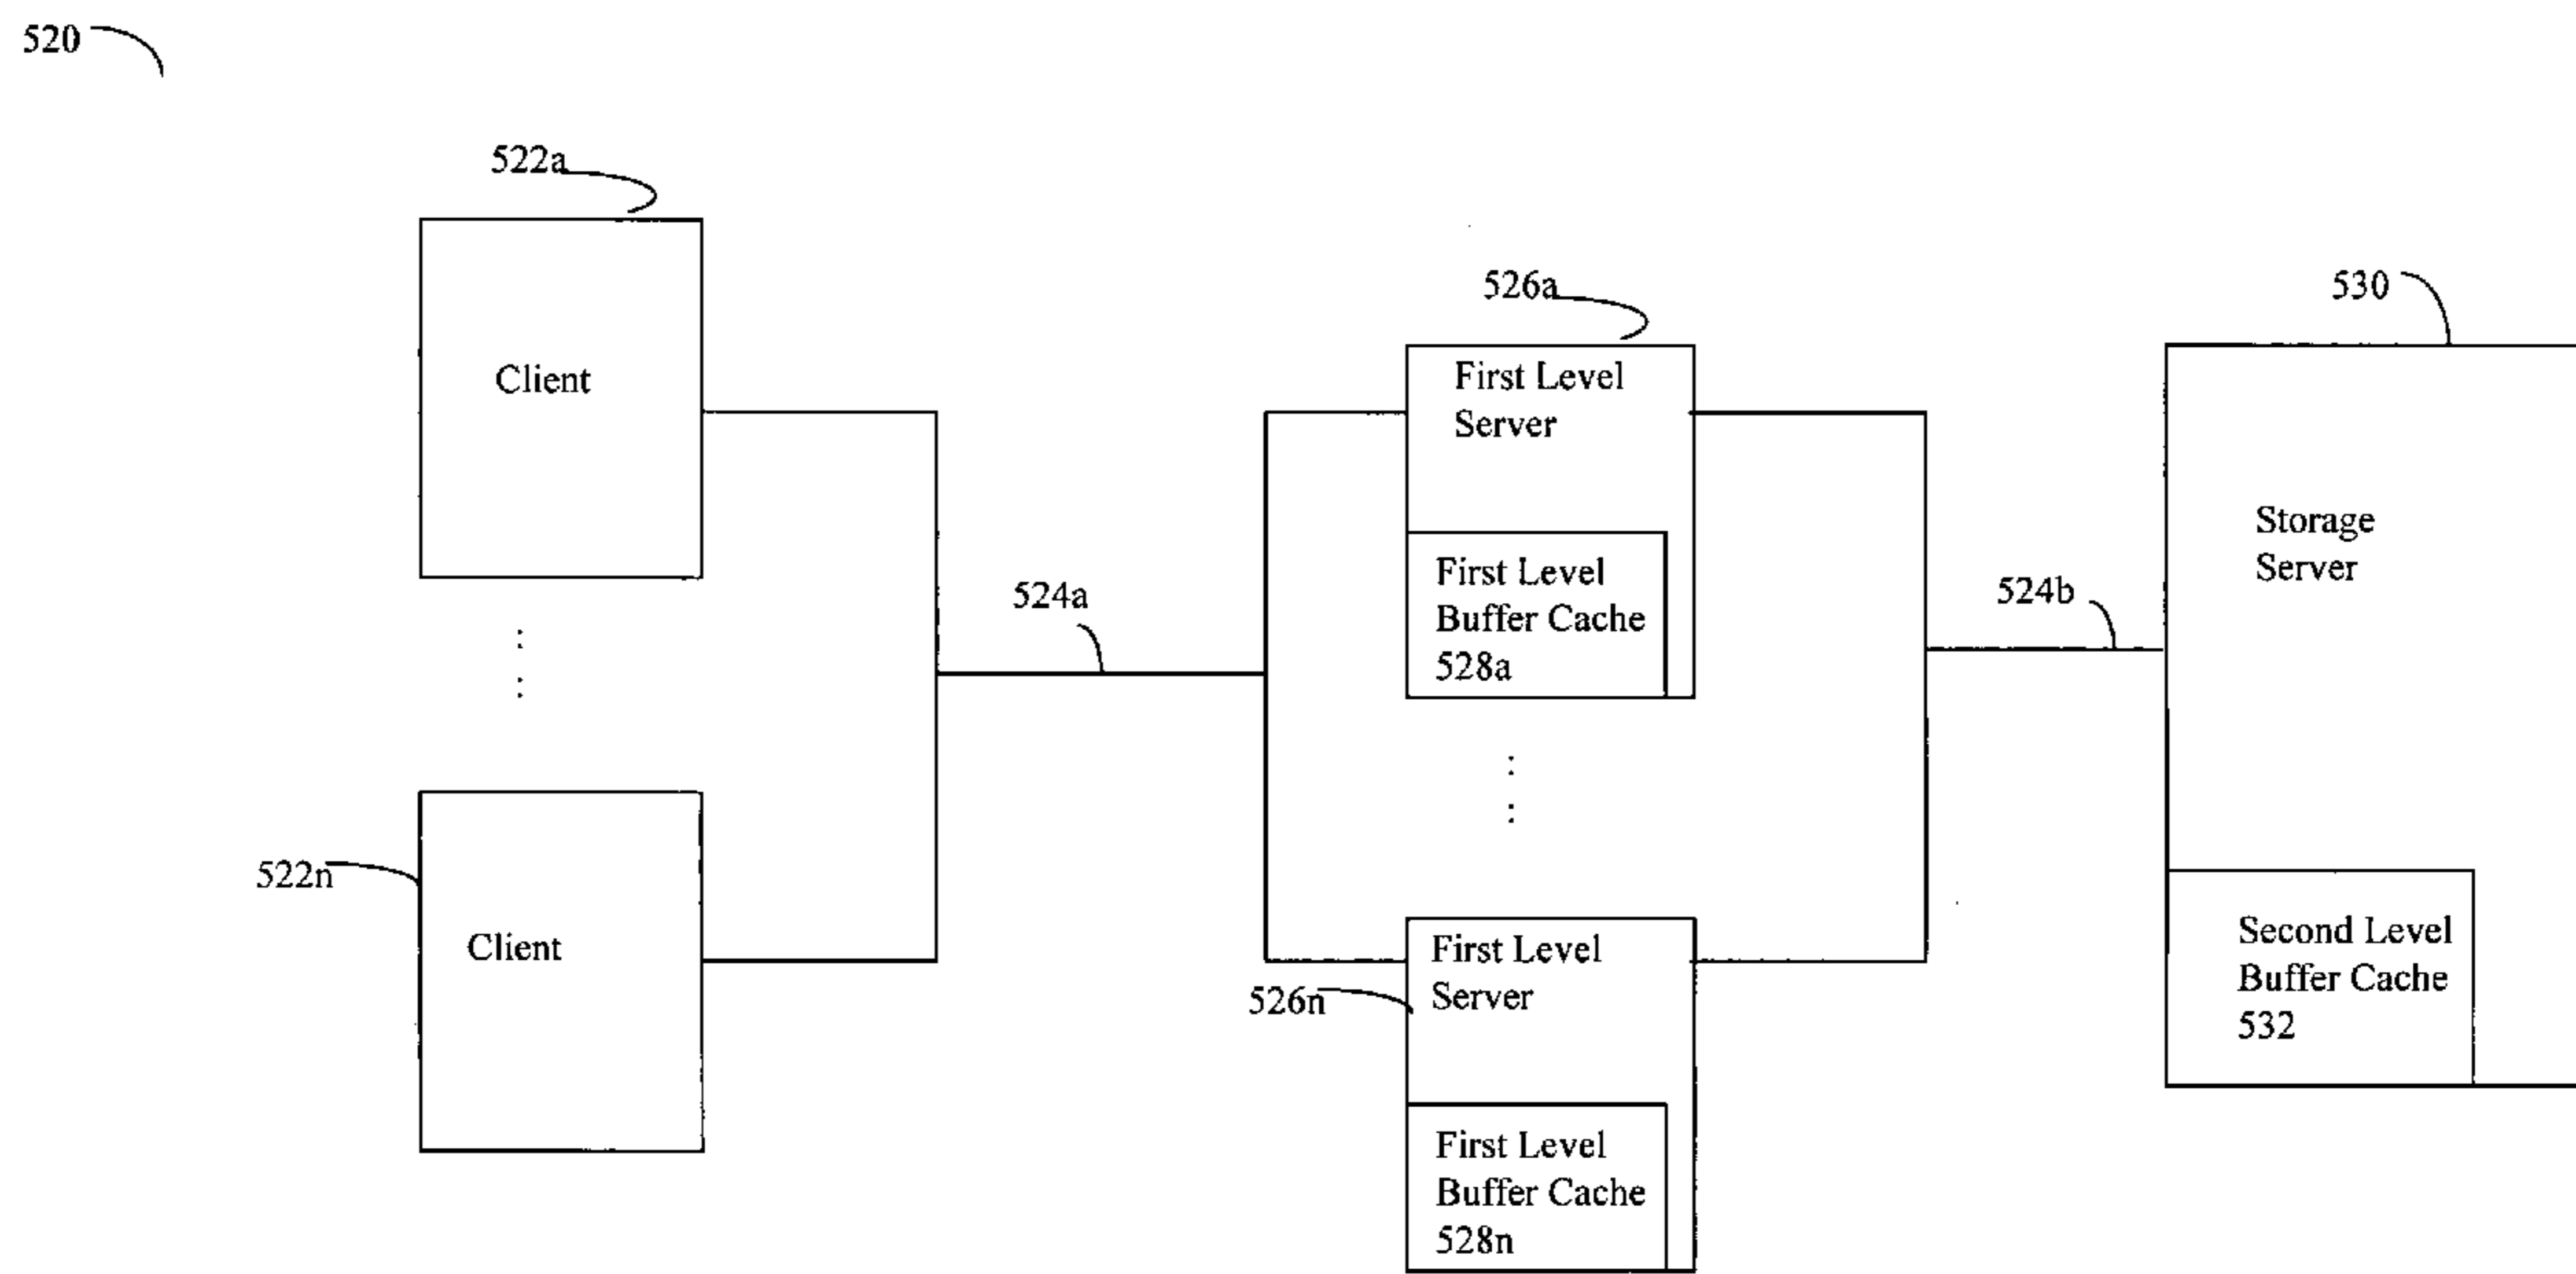 520
522a
Client
522n
Client
524a
526a
First Level
Server
First Level
Buffer Cache
528a
526n
First Level
Server
First Level
Buffer Cache
528n
524b
530
Storage
Server
Second Level
Buffer Cache
532